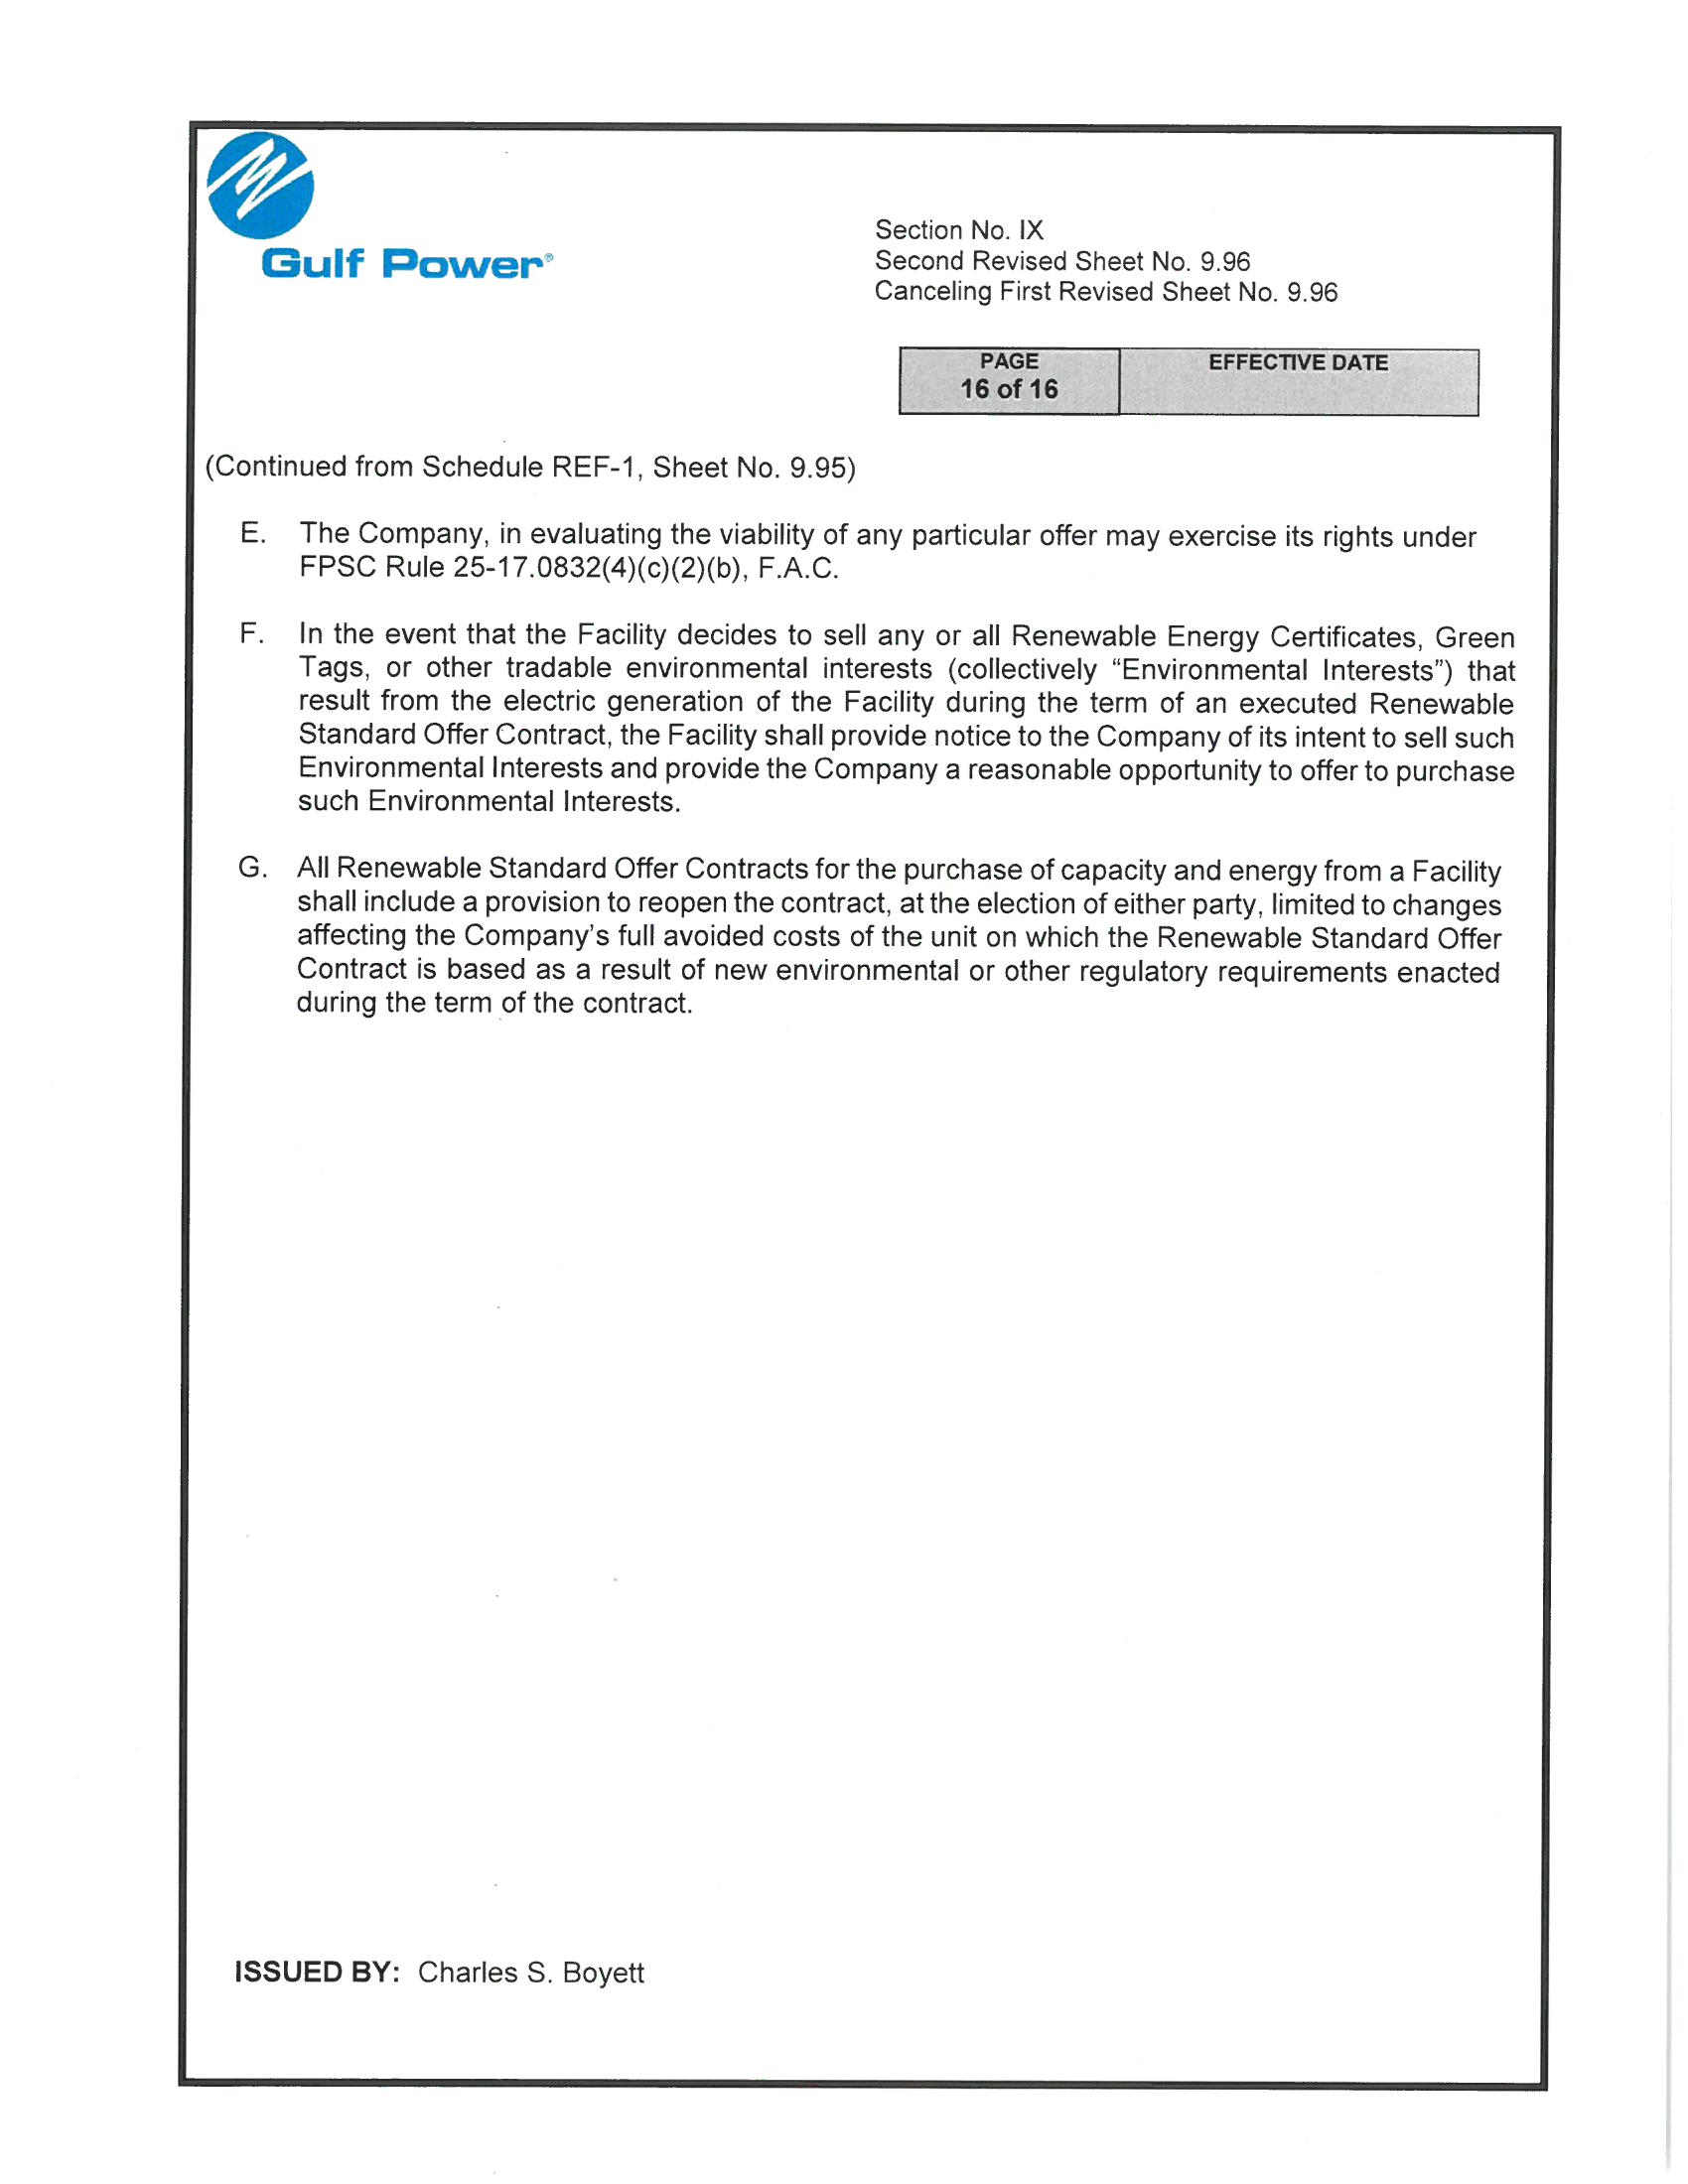 Gulf Power®
Section No. IX
Second Revised Sheet No. 9.96
Canceling First Revised Sheet No. 9.96
PAGE
16 of 16
EFFECTIVE DATE
(Continued from Schedule REF-1, Sheet No. 9.95)
E. The Company, in evaluating the viability of any particular offer may exercise its rights under
FPSC Rule 25-17.0832(4)(c)(2)(b), F.A.C.
F. In the event that the Facility decides to sell any or all Renewable Energy Certificates, Green
Tags, or other tradable environmental interests (collectively “Environmental Interests”) that
result from the electric generation of the Facility during the term of an executed Renewable
Standard Offer Contract, the Facility shall provide notice to the Company of its intent to sell such
Environmental Interests and provide the Company a reasonable opportunity to offer to purchase
such Environmental Interests.
G. All Renewable Standard Offer Contracts for the purchase of capacity and energy from a Facility
shall include a provision to reopen the contract, at the election of either party, limited to changes
affecting the Company’s full avoided costs of the unit on which the Renewable Standard Offer
Contract is based as a result of new environmental or other regulatory requirements enacted
during the term of the contract.
ISSUED BY: Charles S. Boyett